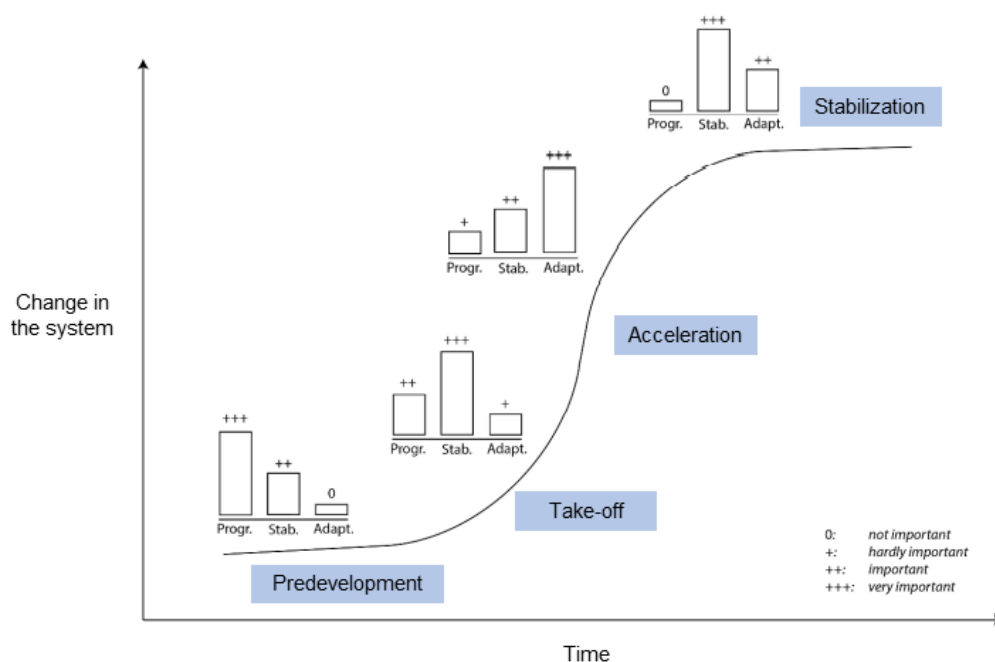 +++
0
++
Progr. Stab. Adapt.
Stabilization
+++
++
+
Progr. Stab. Adapt.
Change in
the system
Acceleration
+++
++
+
Progr. Stab. Adapt.
+++
++
0
Progr. Stab. Adapt.
Take-off
Predevelopment
0: not important
+: hardly important
++: important
+++: very important
Time